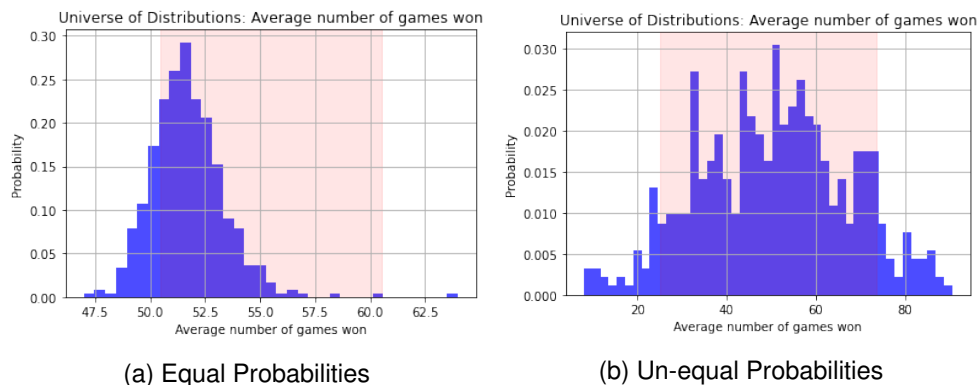 Universe of Distributions: Average number of games won
0.30
0.25
0.20
0.15
0.10
0.05
0.00
Probability
47.5 50.0 52.5 55.0 57.5 60.0 62.5
Average number of games won
(a) Equal Probabilities
Universe of Distributions: Average number of games won
0.030
0.025
0.020
0.015
0.010
0.005
0.000
Probability
20 40 60 80
Average number of games won
(b) Un-equal Probabilities